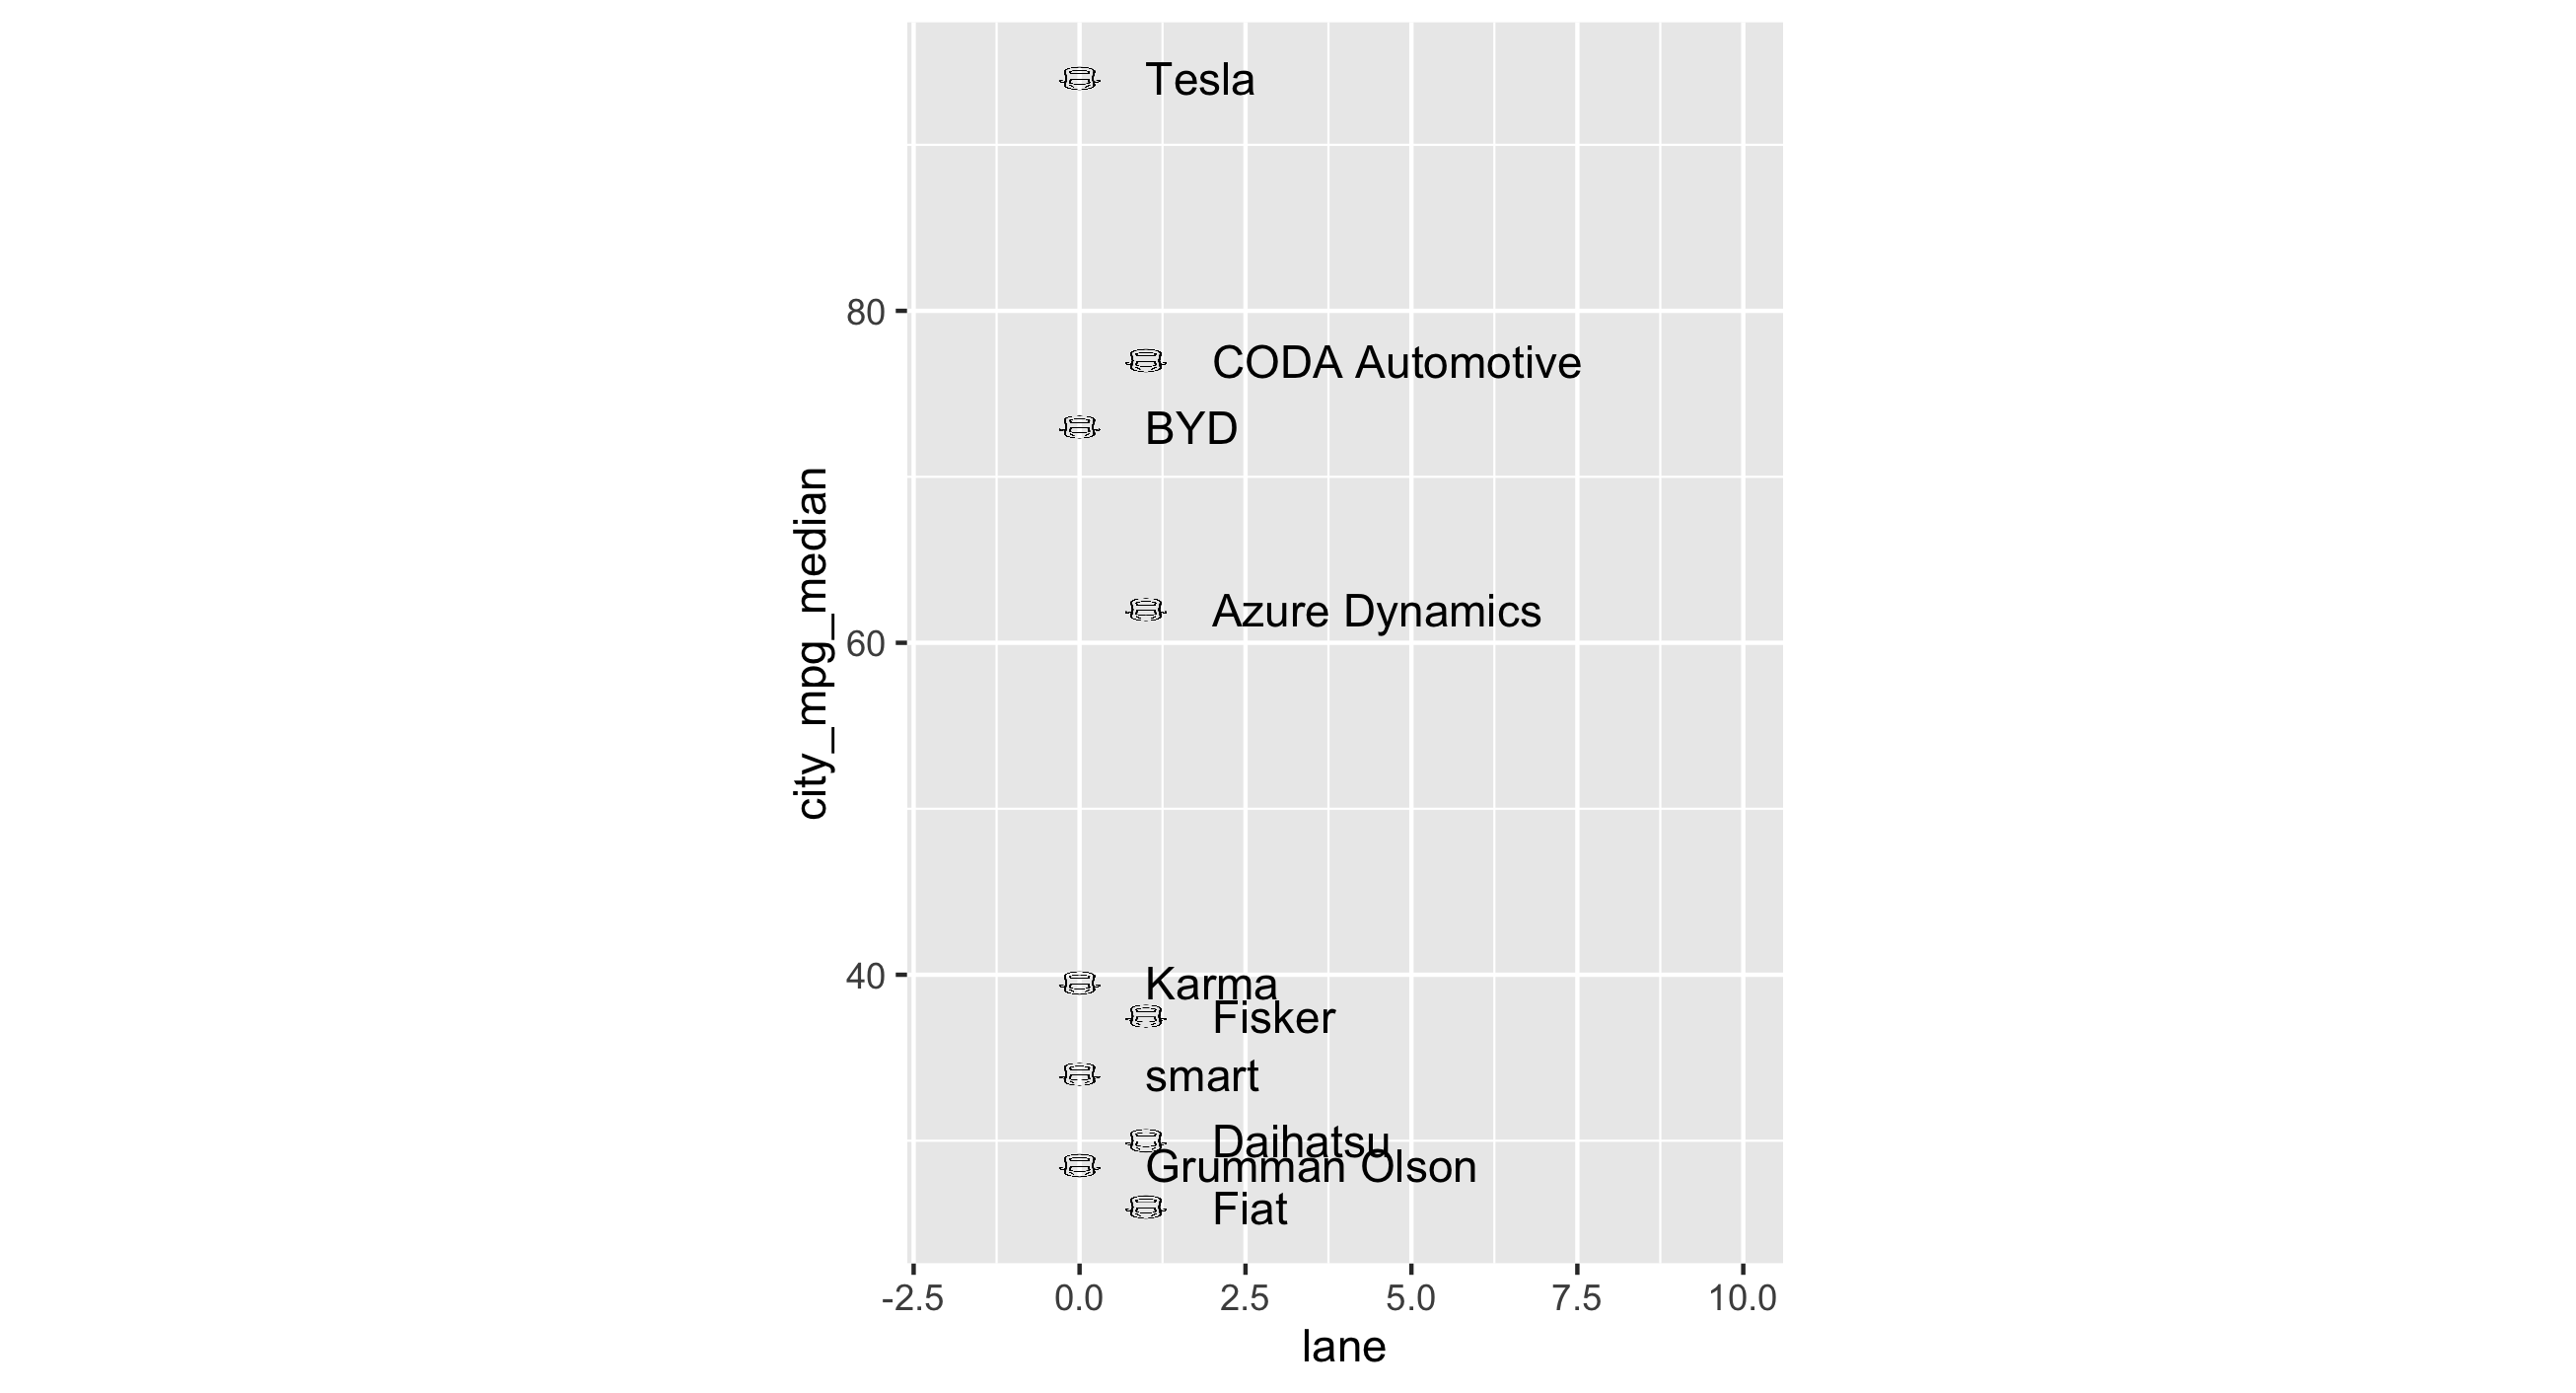 Tesla
80
CODA Automotive
BYD
Azure Dynamics
60
city_mpg_median
40
Karma
Fisker
smart
Daihatsu
Grumman Olson
Fiat
-2.5 0.0 2.5 5.0 7.5 10.0
lane